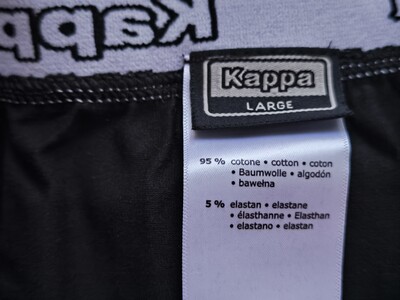 Kappa
Kappa
LARGE
95 % cotone • cotton • coton
• Baumwolle • algodón
• bawełna
5 % elastan • elastane
• élasthanne • Elasthan
• elastano • elastan